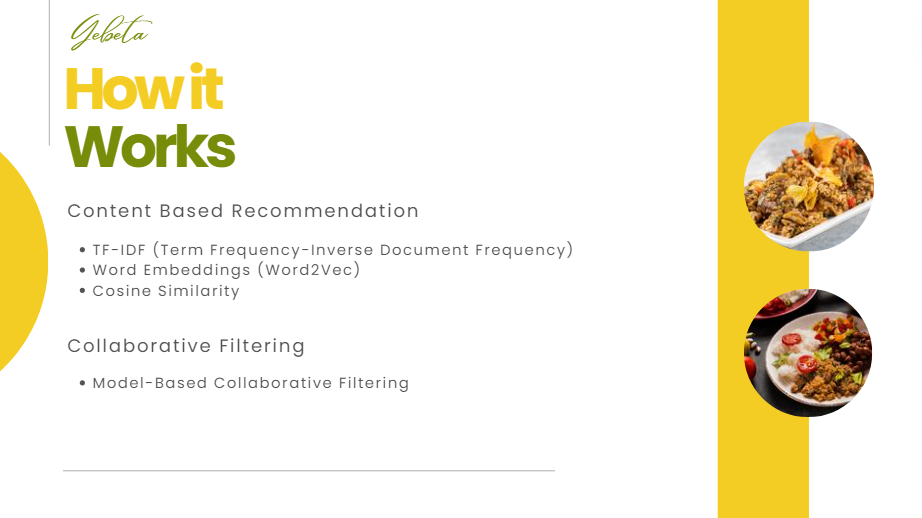 Gebeta
How it
Works
Content Based Recommendation
• TF-IDF (Term Frequency-Inverse Document Frequency)
• Word Embeddings (Word2Vec)
• Cosine Similarity
Collaborative Filtering
• Model-Based Collaborative Filtering